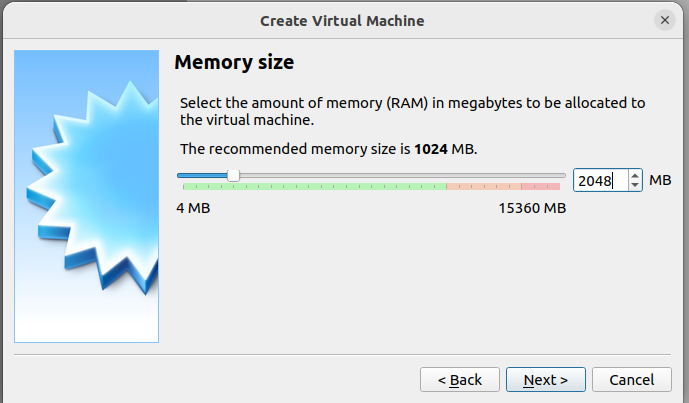 Create Virtual Machine
Memory size
Select the amount of memory (RAM) in megabytes to be allocated to
the virtual machine.
The recommended memory size is 1024 MB.
2048 MB
4 MB 15360 MB
< Back Next > Cancel